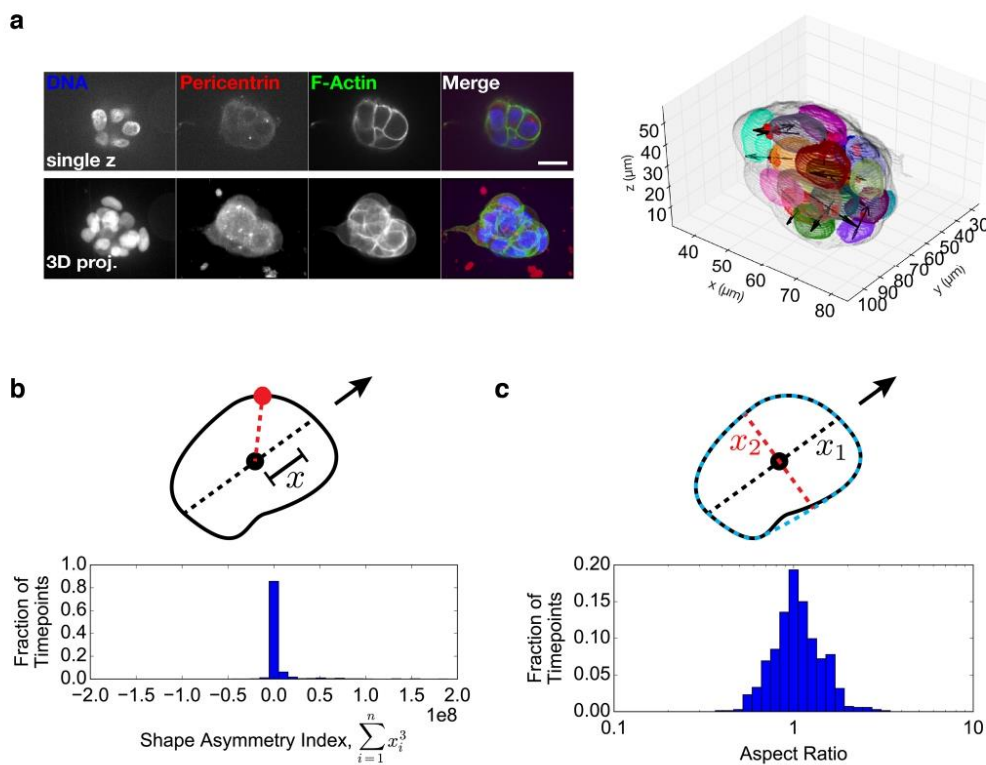 a
DNA
Pericentrin
F-Actin
Merge
single z
3D proj.
50
40
30
20
10
z (μm)
40
50
60
70
80
x (μm)
100
90
80
70
60
50
40
30
y (μm)
b
x
Fraction of
Timepoints
1.0
0.8
0.6
0.4
0.2
0.0
−2.0 −1.5 −1.0 −0.5 0.0 0.5 1.0 1.5 2.0
1e8
Shape Asymmetry Index, \sum_{i=1}^{n} x_i^3
c
x₂
x₁
Fraction of
Timepoints
0.20
0.15
0.10
0.05
0.00
0.1 1 10
Aspect Ratio